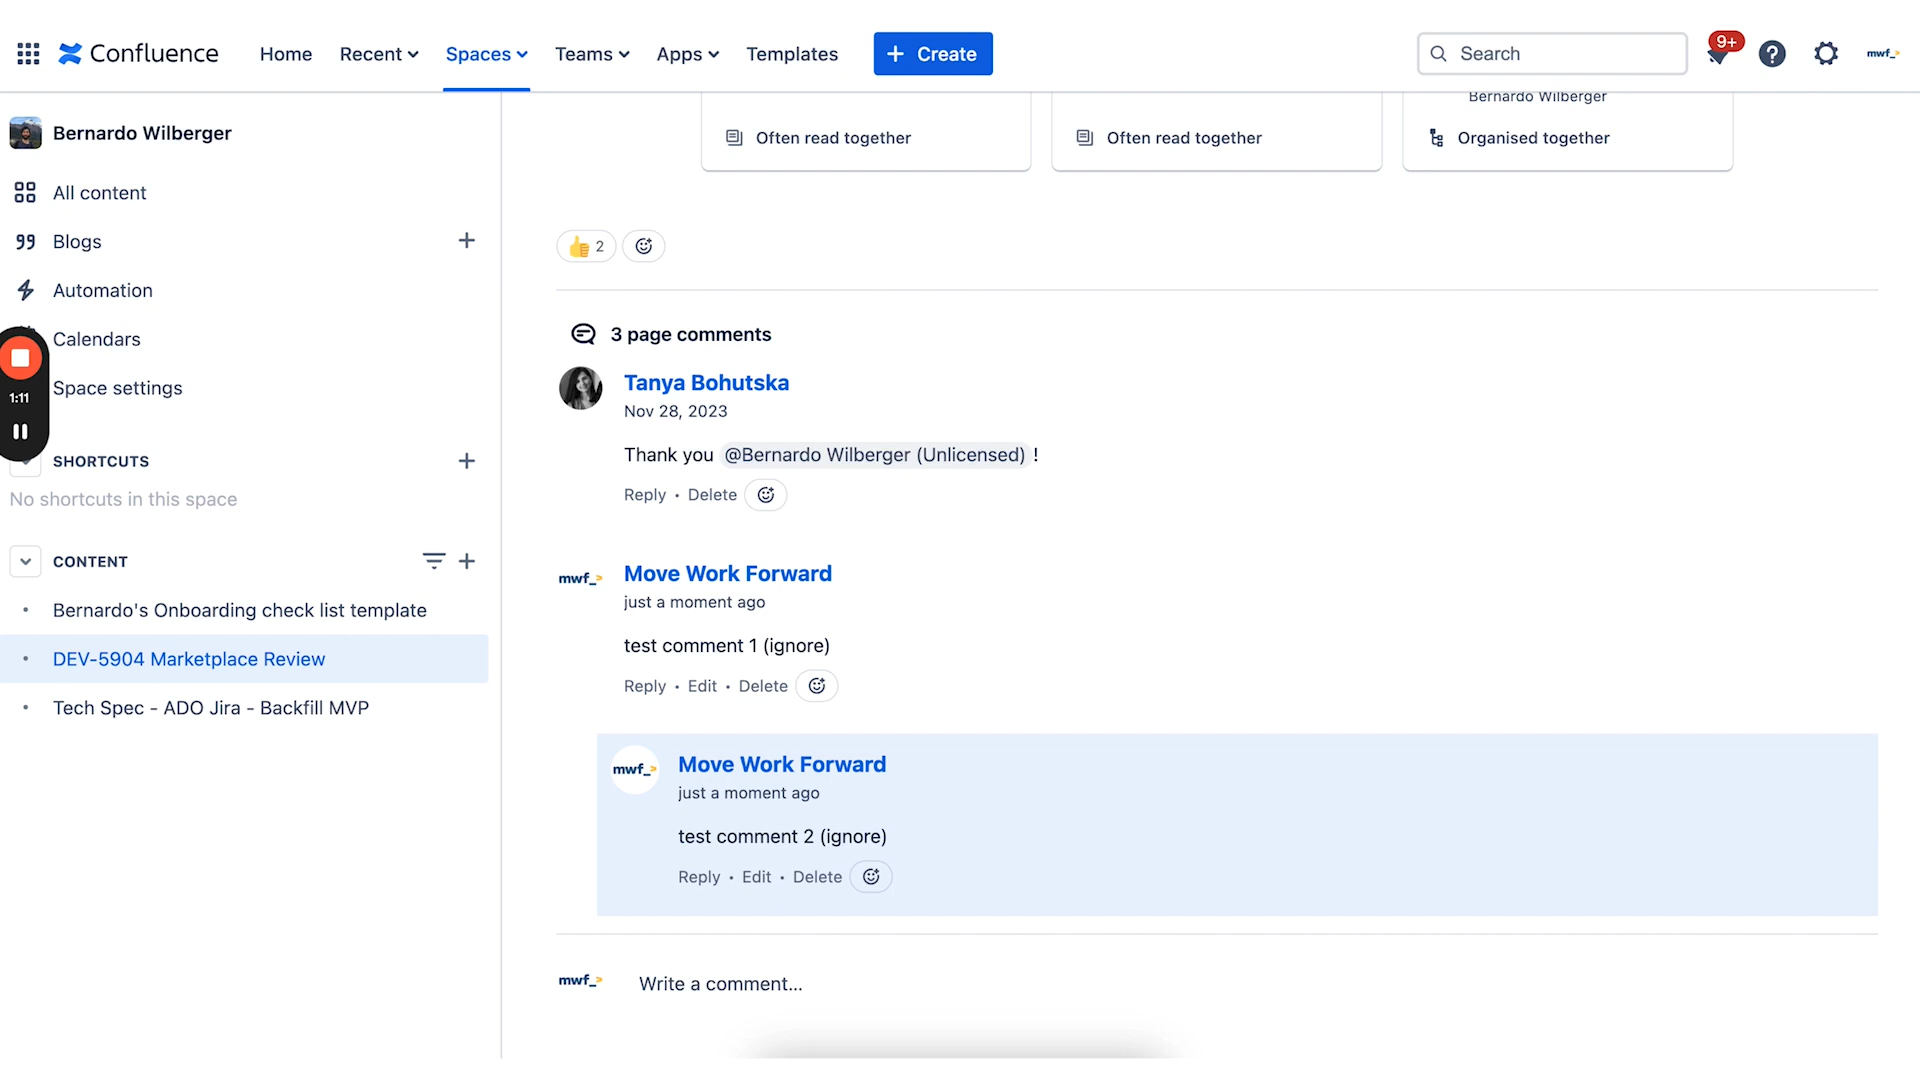 Confluence Home Recent Spaces Teams Apps Templates + Create Search 9+ ? mwf_>
Bernardo Wilberger
All content
Blogs
Automation
Calendars
Space settings
1:11
SHORTCUTS
No shortcuts in this space
CONTENT
Bernardo's Onboarding check list template
DEV-5904 Marketplace Review
Tech Spec - ADO Jira - Backfill MVP
Bernardo Wilberger
Often read together
Often read together
Organised together
2
3 page comments
Tanya Bohutska
Nov 28, 2023
Thank you @Bernardo Wilberger (Unlicensed) !
Reply • Delete
mwf_>
Move Work Forward
just a moment ago
test comment 1 (ignore)
Reply • Edit • Delete
mwf_>
Move Work Forward
just a moment ago
test comment 2 (ignore)
Reply • Edit • Delete
mwf_>
Write a comment...